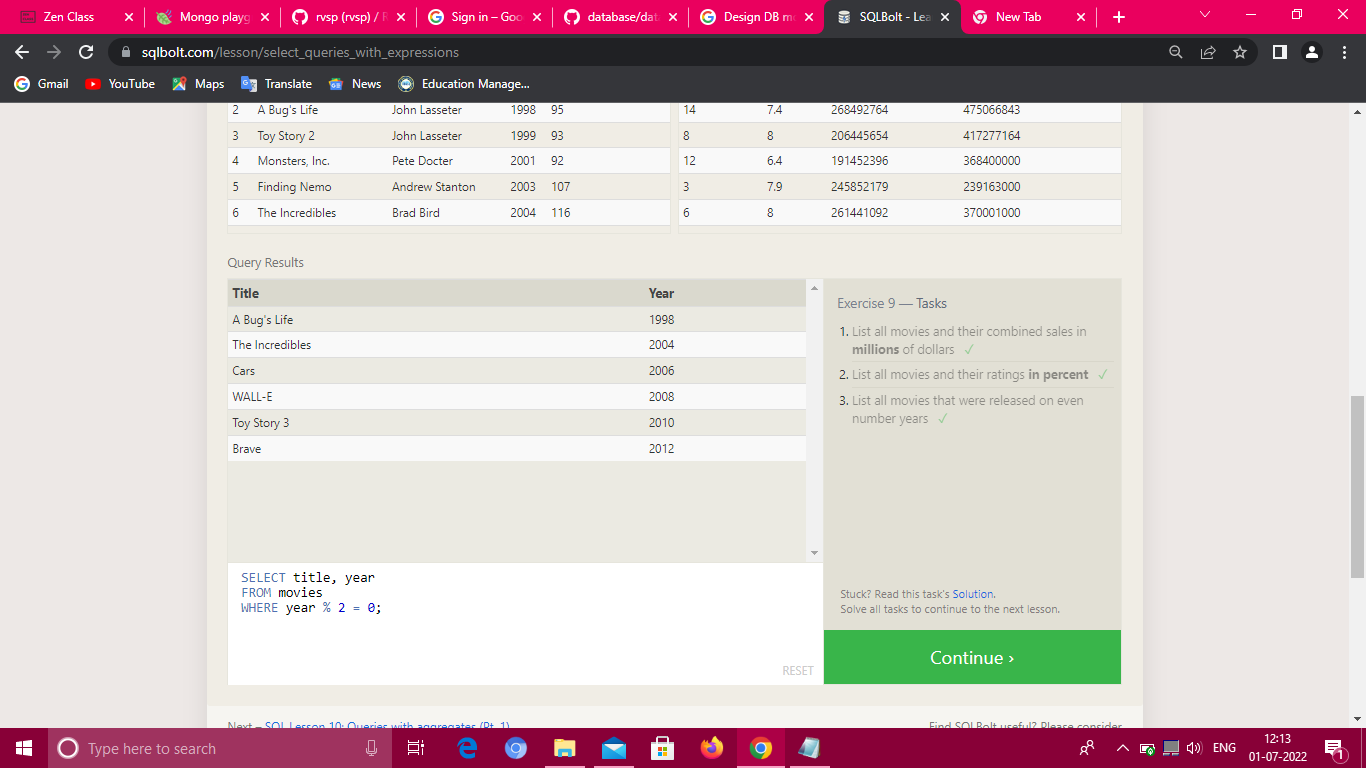 Zen Class
Mongo playg
rvsp (rvsp) / R
Sign in – Goo
database/dat
Design DB m
SQLBolt - Lea
New Tab
sqlbolt.com/lesson/select_queries_with_expressions
Gmail YouTube Maps Translate News Education Manage...
2 A Bug's Life John Lasseter 1998 95 14 7.4 268492764 475066843
3 Toy Story 2 John Lasseter 1999 93 8 8 206445654 417277164
4 Monsters, Inc. Pete Docter 2001 92 12 6.4 191452396 368400000
5 Finding Nemo Andrew Stanton 2003 107 3 7.9 245852179 239163000
6 The Incredibles Brad Bird 2004 116 6 8 261441092 370001000
Query Results
Title Year
A Bug's Life 1998
The Incredibles 2004
Cars 2006
WALL-E 2008
Toy Story 3 2010
Brave 2012
Exercise 9 — Tasks
1. List all movies and their combined sales in
millions of dollars ✓
2. List all movies and their ratings in percent ✓
3. List all movies that were released on even
number years ✓
SELECT title, year
FROM movies
WHERE year % 2 = 0;
RESET
Stuck? Read this task's Solution.
Solve all tasks to continue to the next lesson.
Continue ›
Next – SQL Lesson 10: Queries with aggregates (Pt. 1)
Find SQLBolt useful? Please consider
Type here to search
ENG
12:13
01-07-2022
1